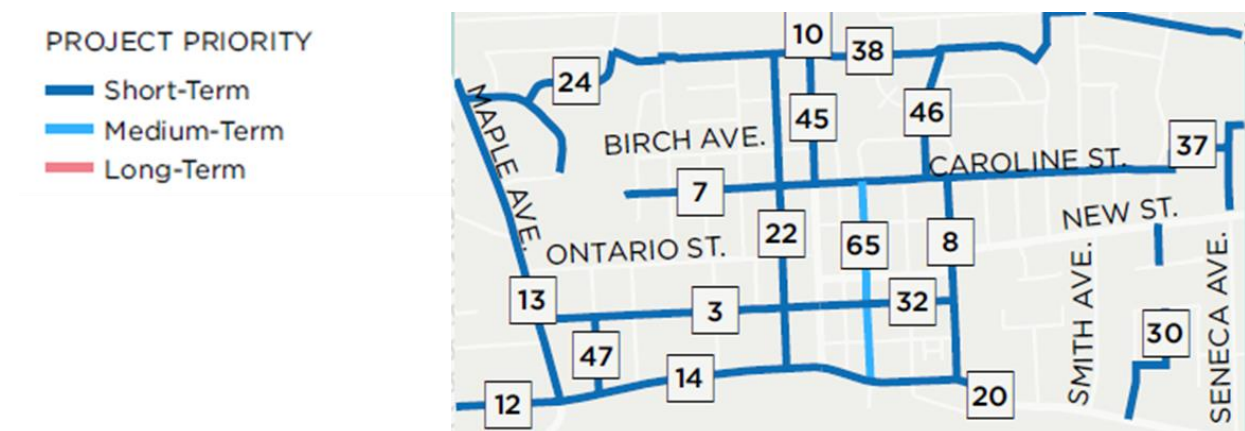 PROJECT PRIORITY
Short-Term
Medium-Term
Long-Term
10
38
24
45
46
MAPLE AVE.
BIRCH AVE.
CAROLINE ST.
37
7
NEW ST.
22
65
8
ONTARIO ST.
SMITH AVE.
SENECA AVE.
13
3
32
47
30
14
12
20